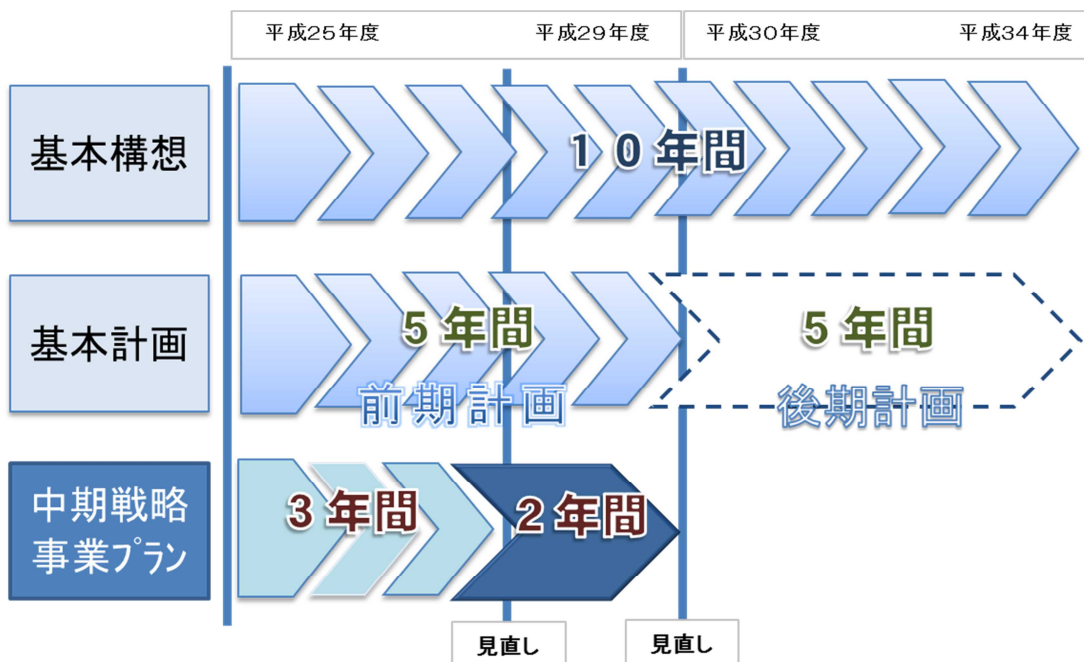 平成25年度 平成29年度 平成30年度 平成34年度
基本構想
10年間
基本計画
5年間
前期計画
5年間
後期計画
中期戦略
事業プラン
3年間
2年間
見直し
見直し